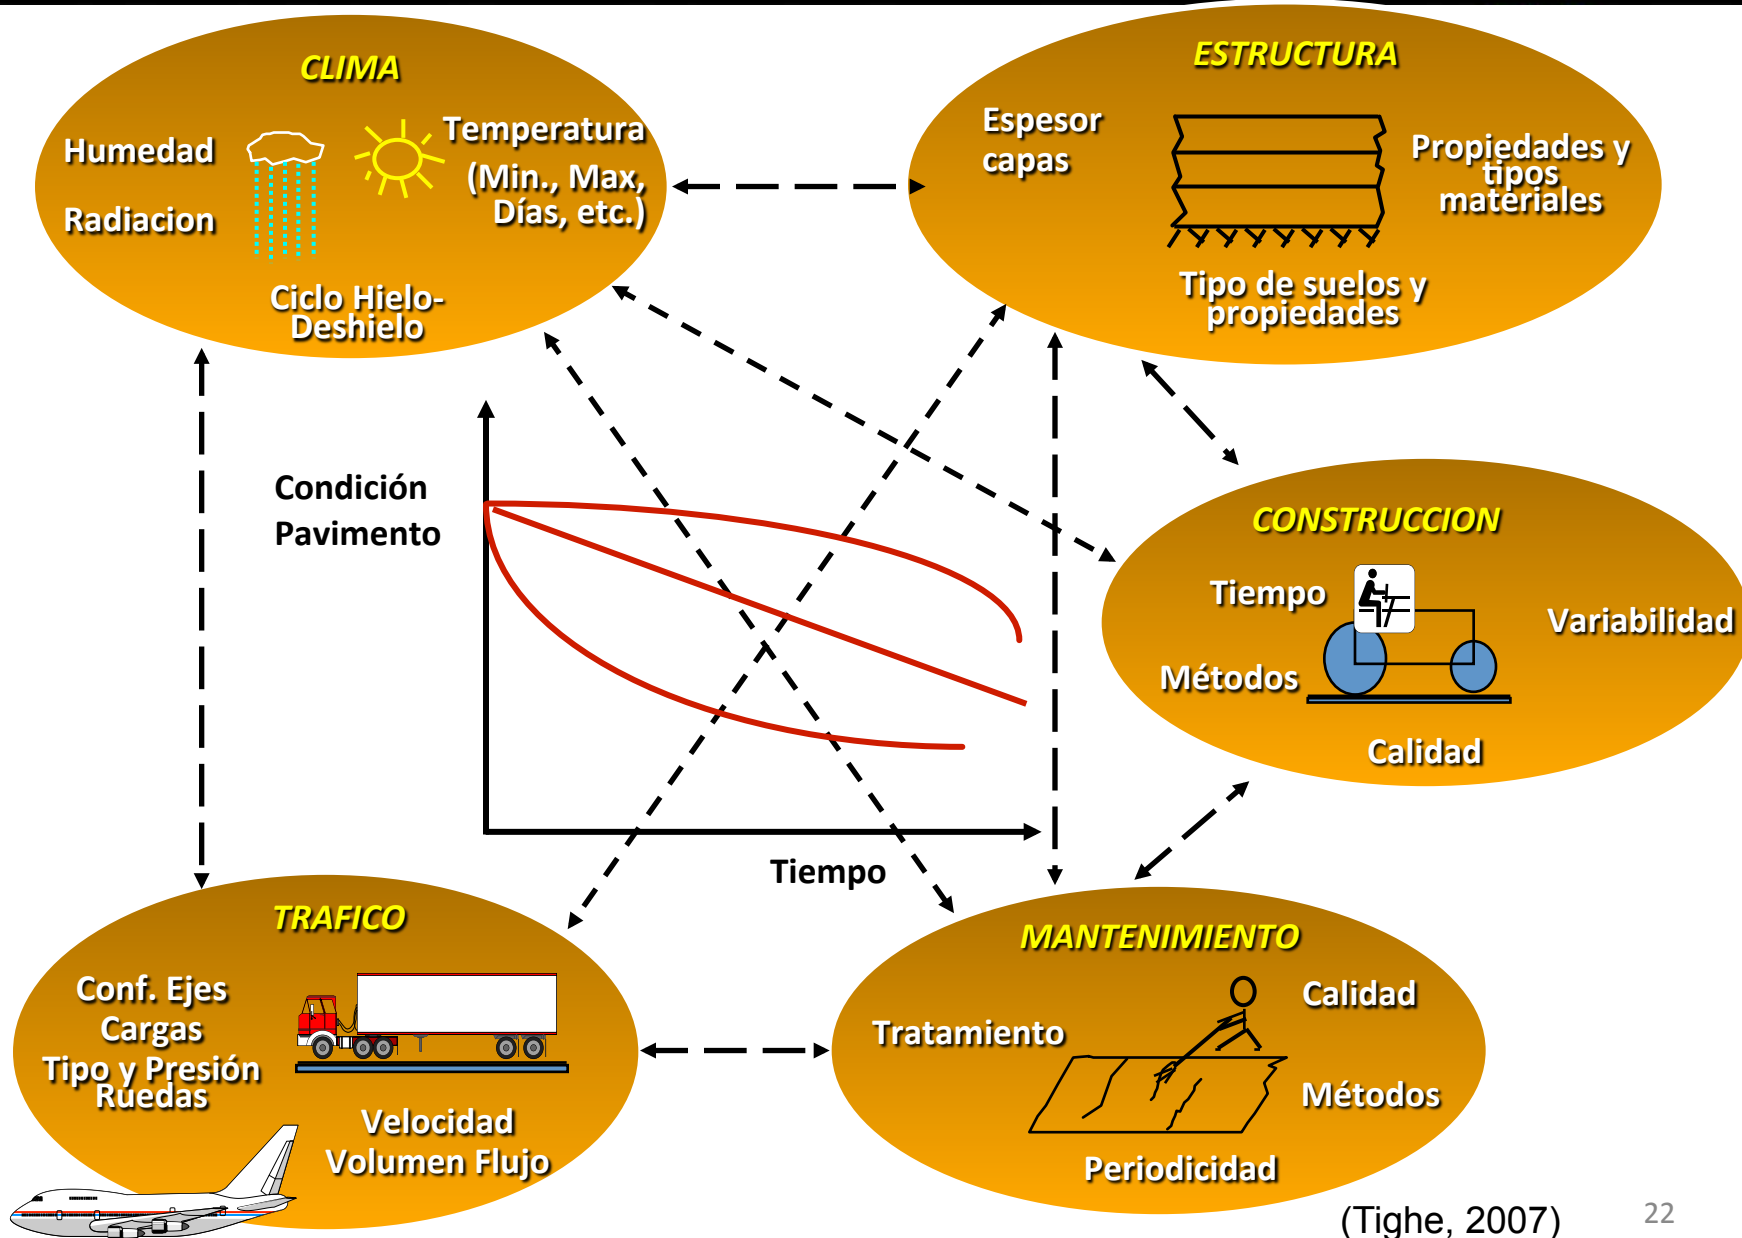 CLIMA
Humedad
Radiacion
Temperatura
(Min., Max,
Días, etc.)
Ciclo Hielo-
Deshielo
ESTRUCTURA
Espesor
capas
Propiedades y
tipos
materiales
Tipo de suelos y
propiedades
Condición
Pavimento
Tiempo
CONSTRUCCION
Tiempo
Variabilidad
Métodos
Calidad
TRAFICO
Conf. Ejes
Cargas
Tipo y Presión
Ruedas
Velocidad
Volumen Flujo
MANTENIMIENTO
Calidad
Tratamiento
Métodos
Periodicidad
(Tighe, 2007)
22